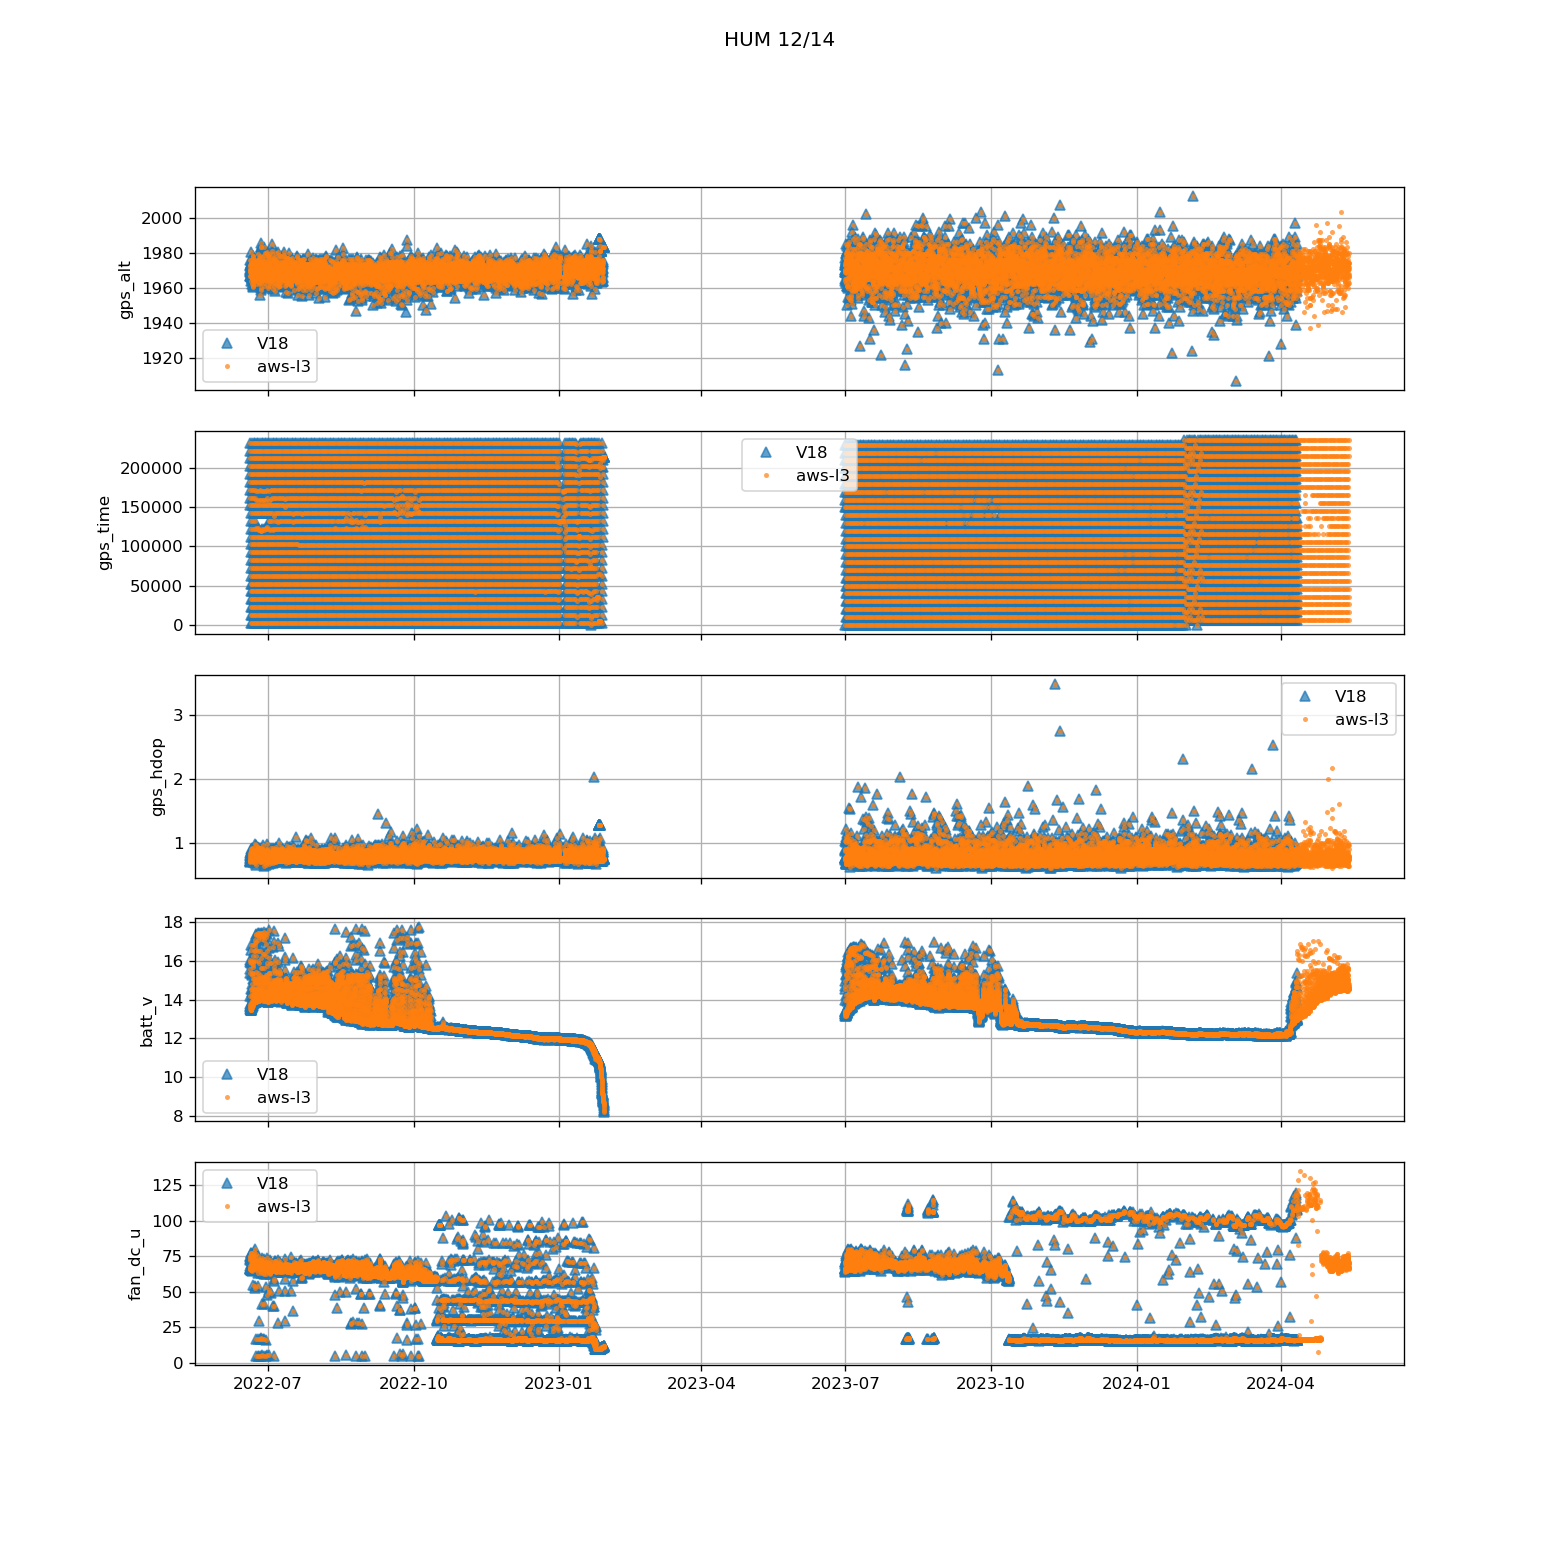 HUM 12/14
gps_alt
2000
1980
1960
1940
1920
V18
aws-l3
gps_time
200000
150000
100000
50000
0
V18
aws-l3
gps_hdop
3
2
1
V18
aws-l3
batt_v
18
16
14
12
10
8
V18
aws-l3
fan_dc_u
125
100
75
50
25
0
V18
aws-l3
2022-07 2022-10 2023-01 2023-04 2023-07 2023-10 2024-01 2024-04